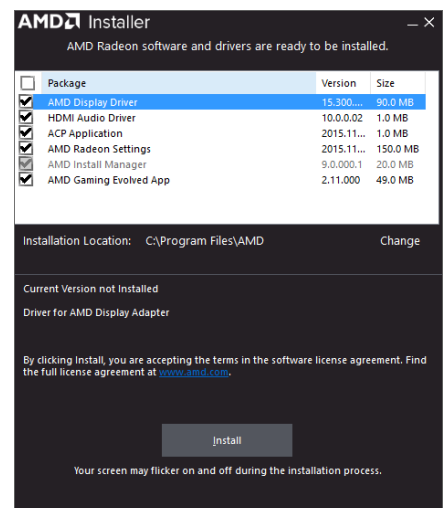 AMD Installer
AMD Radeon software and drivers are ready to be installed.
Package Version Size
AMD Display Driver 15.300.... 90.0 MB
HDMI Audio Driver 10.0.0.02 1.0 MB
ACP Application 2015.11... 1.0 MB
AMD Radeon Settings 2015.11... 150.0 MB
AMD Install Manager 9.0.000.1 20.0 MB
AMD Gaming Evolved App 2.11.000 49.0 MB
Installation Location: C:\Program Files\AMD Change
Current Version not Installed
Driver for AMD Display Adapter
By clicking Install, you are accepting the terms in the software license agreement. Find
the full license agreement at www.amd.com.
Install
Your screen may flicker on and off during the installation process.